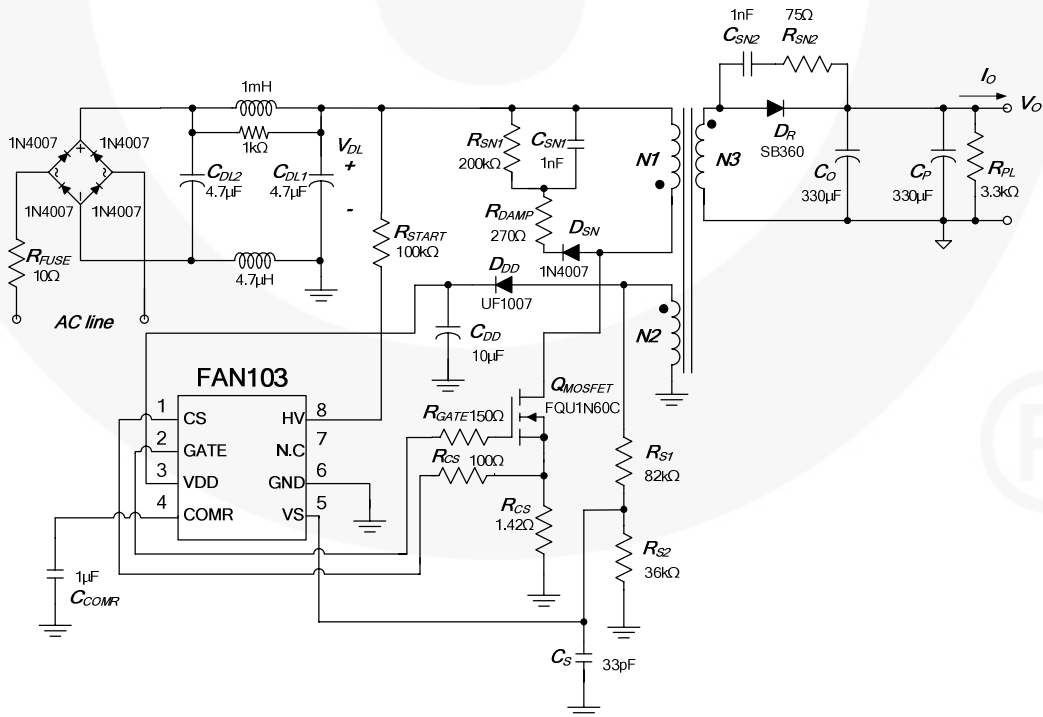 1nF 75Ω
CSN2 RSN2
IO
VO
DR
SB360
1mH
1kΩ
1N4007 1N4007
1N4007 1N4007
CDL2
4.7µF
CDL1
4.7µF
VDL
+
-
RSN1
200kΩ
CSN1
1nF
N1
N3
CO
330µF
CP
330µF
RPL
3.3kΩ
RDAMP
270Ω
DSN
1N4007
RFUSE
10Ω
4.7µH
RSTART
100kΩ
DDD
UF1007
AC line
CDD
10µF
N2
FAN103
QMOSFET
FQU1N60C
1 CS HV 8
2 GATE N.C 7
3 VDD GND 6
4 COMR VS 5
RGATE 150Ω
RCS 100Ω
RCS
1.42Ω
RS1
82kΩ
RS2
36kΩ
1µF
CCOMR
CS
33pF
R